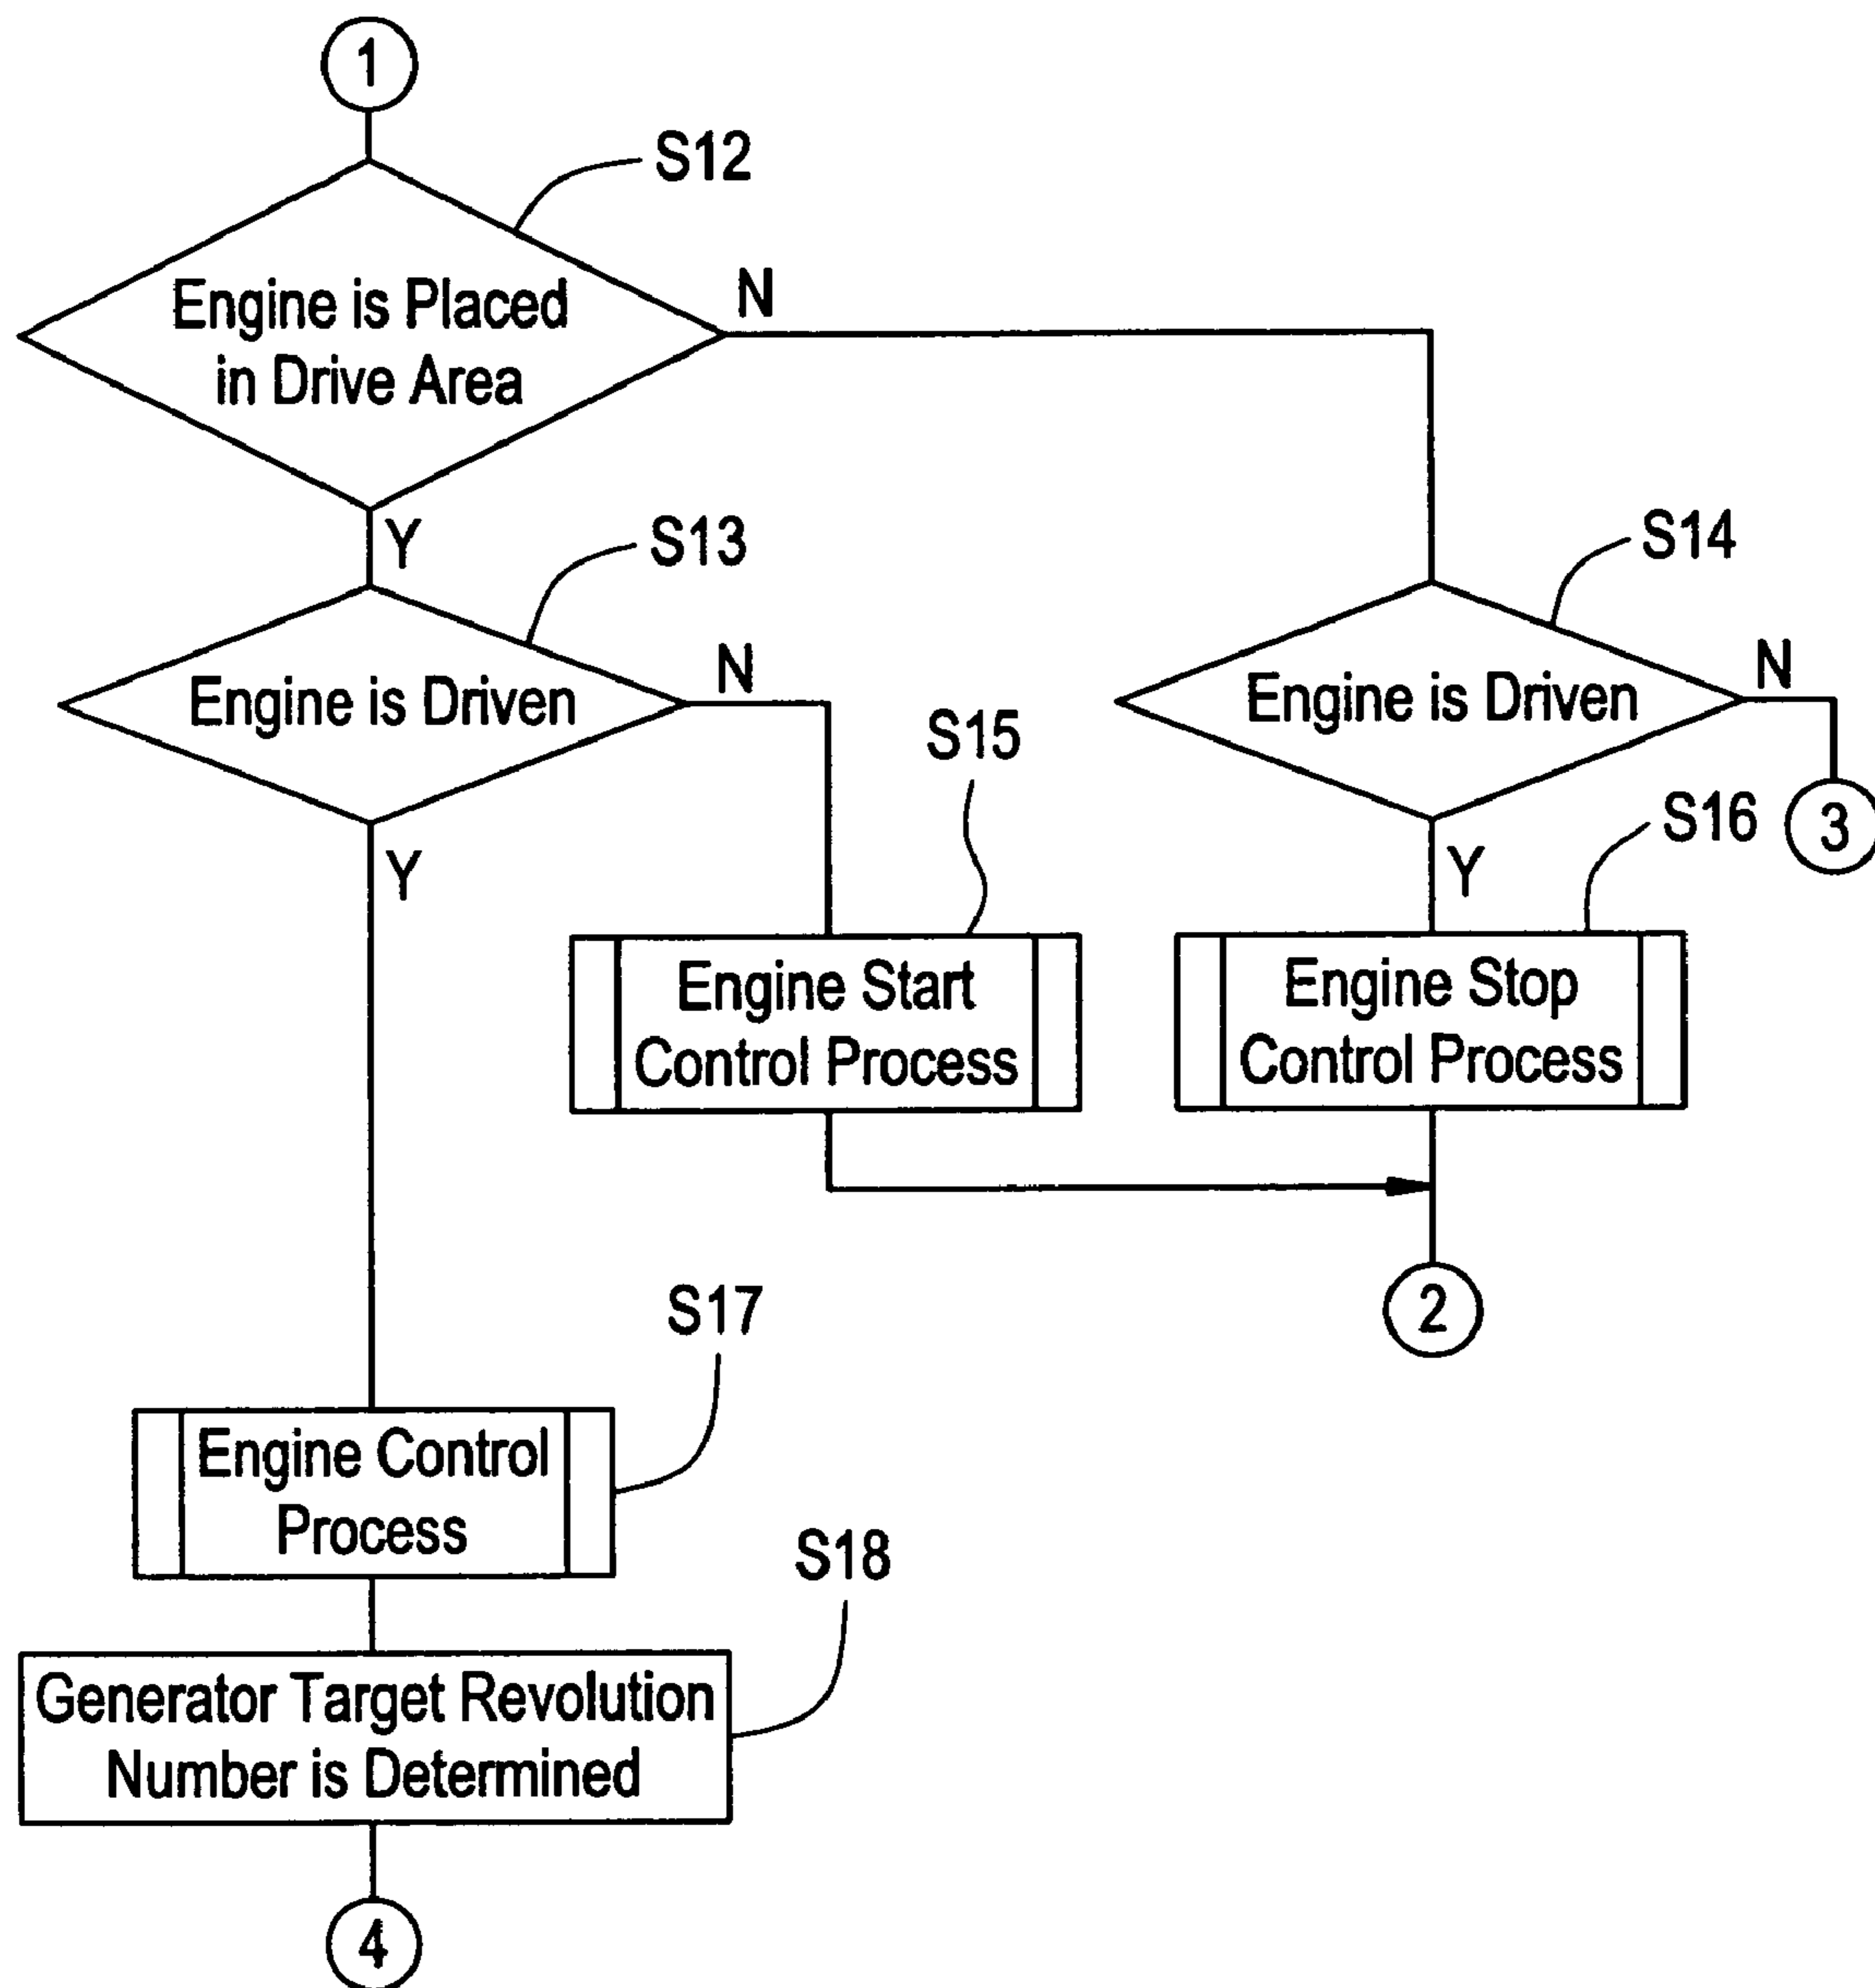 1
S12
Engine is Placed
in Drive Area
N
Y
S13
Engine is Driven
N
Y
S14
Engine is Driven
N
3
Y
S15
Engine Start
Control Process
S16
Engine Stop
Control Process
2
S17
Engine Control
Process
S18
Generator Target Revolution
Number is Determined
4